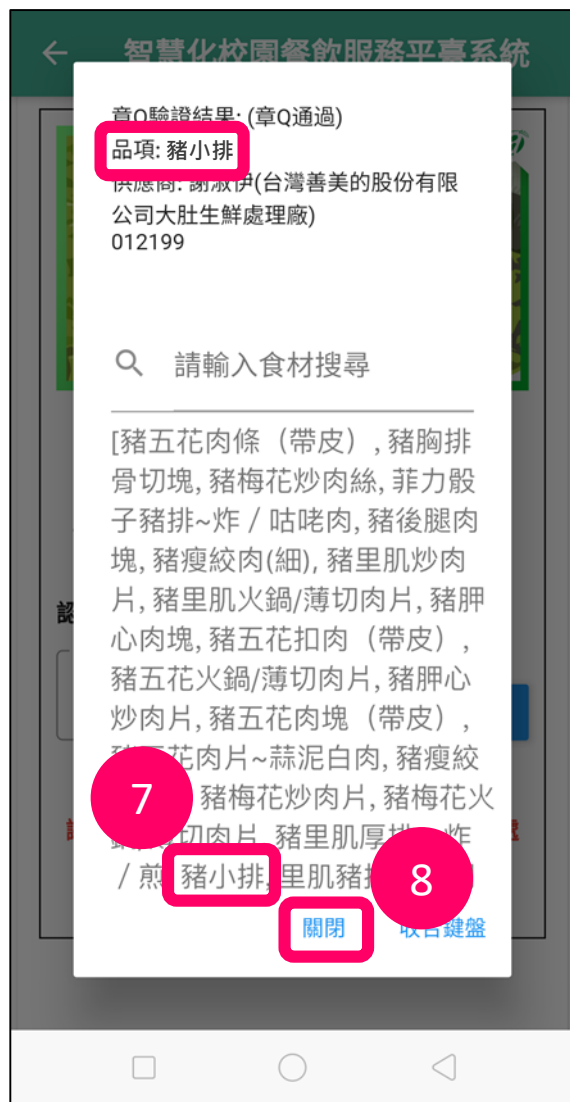 智慧化校園餐飲服務平臺系統
章Q驗證結果: (章Q通過)
品項: 豬小排
供應商: 謝淑伊(台灣善美的股份有限
公司大肚生鮮處理廠)
012199
請輸入食材搜尋
[豬五花肉條（帶皮）, 豬胸排
骨切塊, 豬梅花炒肉絲, 菲力骰
子豬排~炸／咕咾肉, 豬後腿肉
塊, 豬瘦絞肉(細), 豬里肌炒肉
片, 豬里肌火鍋/薄切肉片, 豬胛
心肉塊, 豬五花扣肉（帶皮）,
豬五花火鍋/薄切肉片, 豬胛心
炒肉片, 豬五花肉塊（帶皮）,
花肉片~蒜泥白肉, 豬瘦絞
7 豬梅花炒肉片, 豬梅花火
切肉片, 豬里肌厚排 炸
／煎 豬小排, 里肌豬 8
關閉 收合鍵盤
認